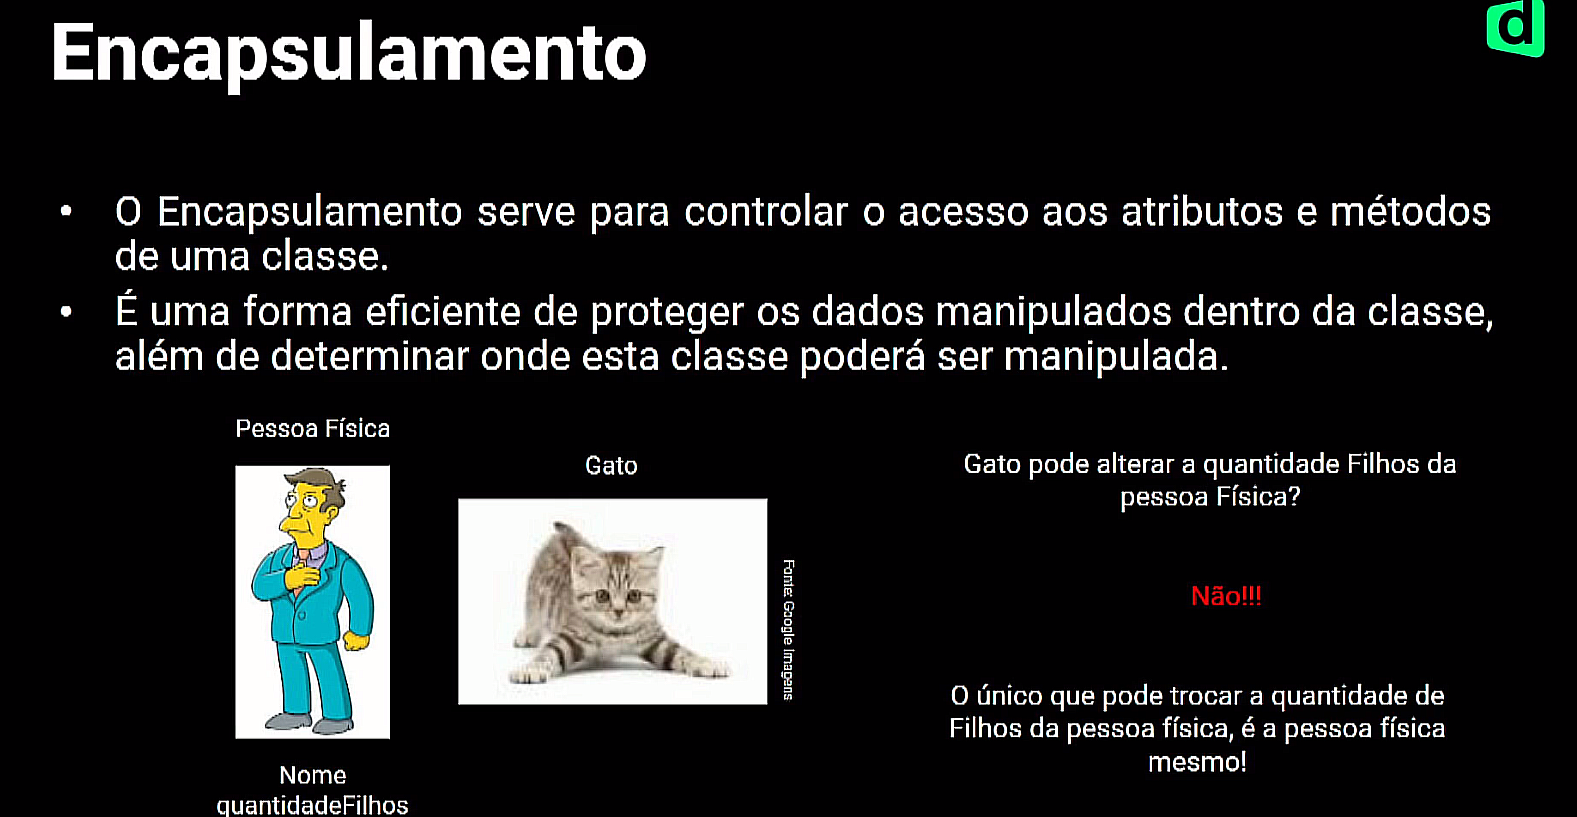 Encapsulamento
d
• O Encapsulamento serve para controlar o acesso aos atributos e métodos
de uma classe.
• É uma forma eficiente de proteger os dados manipulados dentro da classe,
além de determinar onde esta classe poderá ser manipulada.
Pessoa Física
Gato
Fonte: Google Imagens
Nome
quantidadeFilhos
Gato pode alterar a quantidade Filhos da
pessoa Física?
Não!!!
O único que pode trocar a quantidade de
Filhos da pessoa física, é a pessoa física
mesmo!